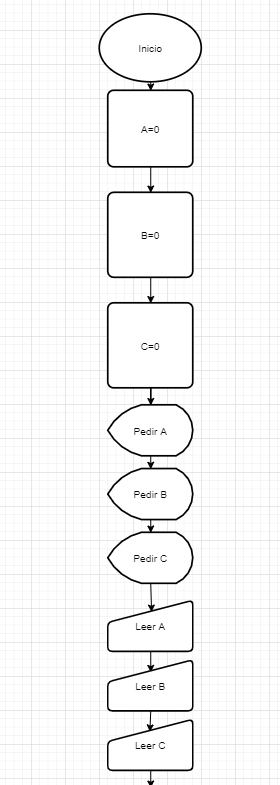 Inicio
A=0
B=0
C=0
Pedir A
Pedir B
Pedir C
Leer A
Leer B
Leer C